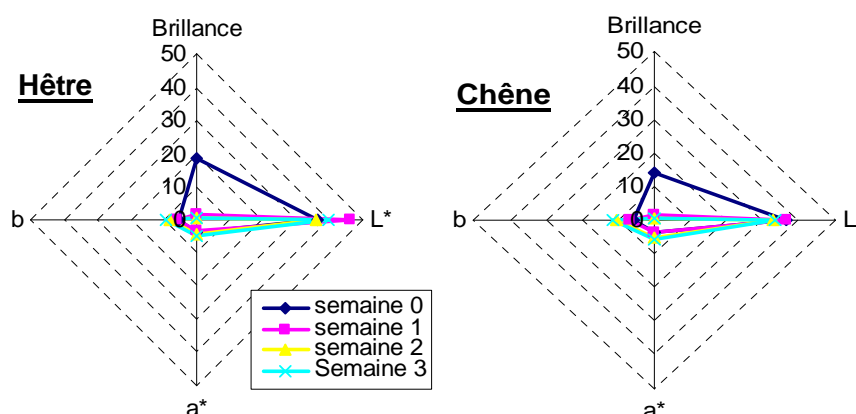 Brillance
50
40
30
20
10
0
Hêtre
b
L*
a*
Brillance
50
40
30
20
10
0
Chêne
b
L
a*
semaine 0
semaine 1
semaine 2
Semaine 3